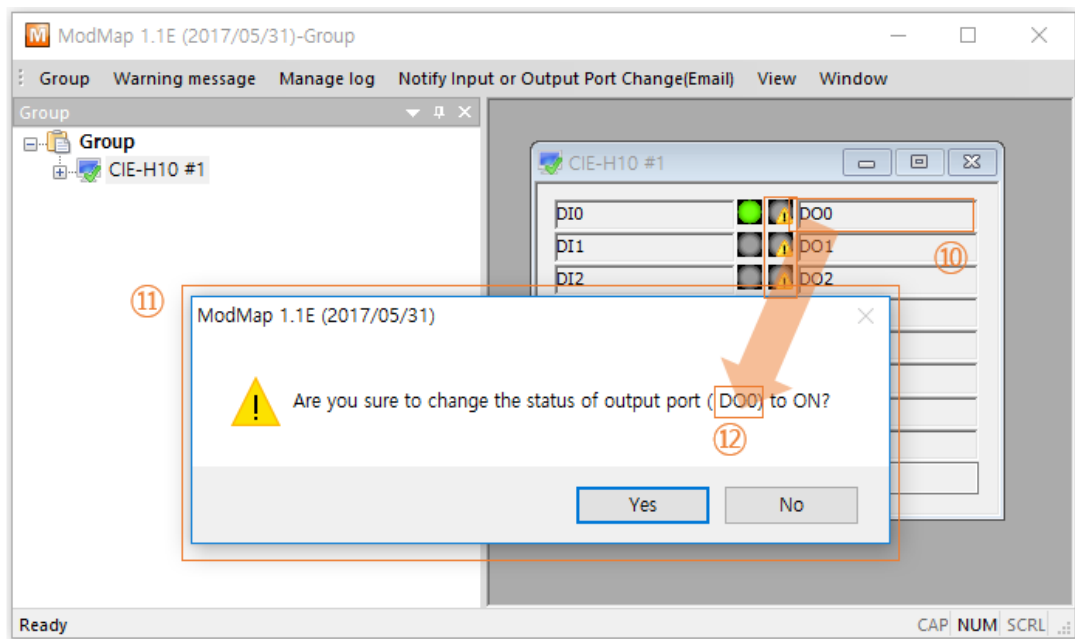 M ModMap 1.1E (2017/05/31)-Group
Group Warning message Manage log Notify Input or Output Port Change(Email) View Window
Group
Group
CIE-H10 #1
CIE-H10 #1
DI0 DO0
DI1 DO1
DI2 DO2
⑩
⑪
ModMap 1.1E (2017/05/31)
Are you sure to change the status of output port ( DO0) to ON?
⑫
Yes No
Ready CAP NUM SCRL